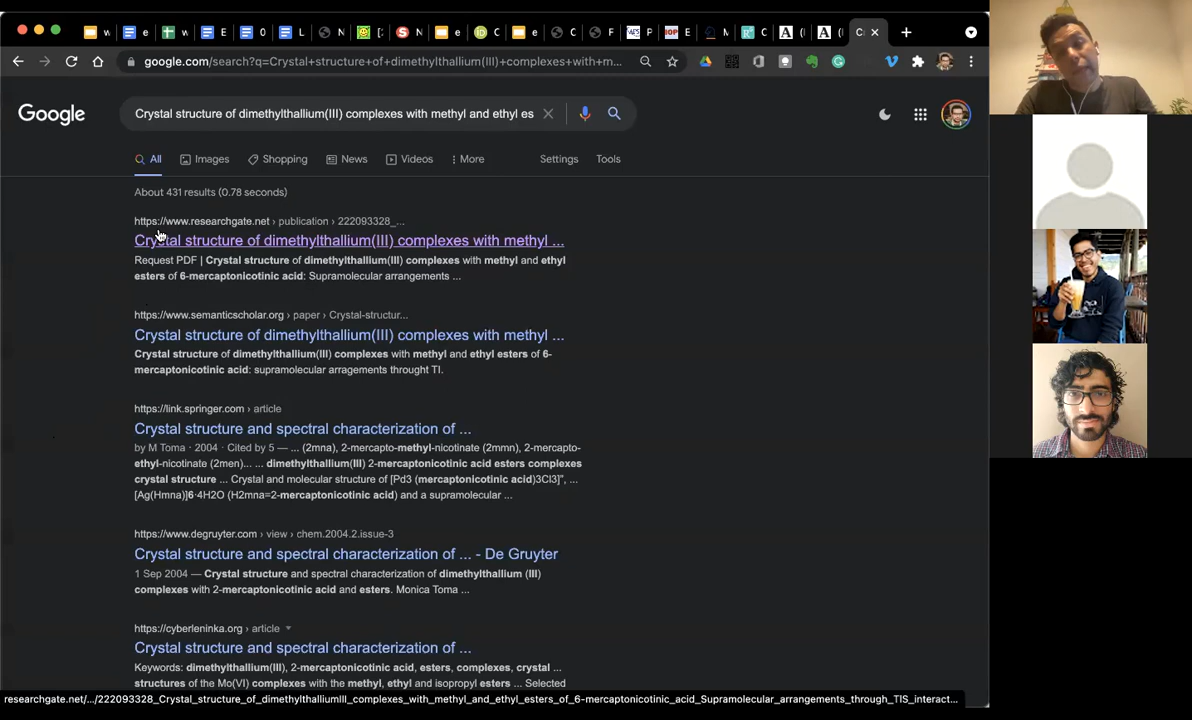 w
e
w
E
0
L
N
[:
S
N
e
C
e
C
F
P
IOP
E
M
C
A
(
A
(
C
google.com/search?q=Crystal+structure+of+dimethylthallium(III)+complexes+with+m...
Google
Crystal structure of dimethylthallium(III) complexes with methyl and ethyl es
All
Images
Shopping
News
Videos
More
Settings
Tools
About 431 results (0.78 seconds)
https://www.researchgate.net › publication › 222093328_...
Crystal structure of dimethylthallium(III) complexes with methyl ...
Request PDF | Crystal structure of dimethylthallium(III) complexes with methyl and ethyl
esters of 6-mercaptonicotinic acid: Supramolecular arrangements ...
https://www.semanticscholar.org › paper › Crystal-structur...
Crystal structure of dimethylthallium(III) complexes with methyl ...
Crystal structure of dimethylthallium(III) complexes with methyl and ethyl esters of 6-
mercaptonicotinic acid: supramolecular arragements throught TI.
https://link.springer.com › article
Crystal structure and spectral characterization of ...
by M Toma · 2004 · Cited by 5 — ... (2mna), 2-mercapto-methyl-nicotinate (2mmn), 2-mercapto-
ethyl-nicotinate (2men)... ... dimethylthallium(III) 2-mercaptonicotinic acid esters complexes
crystal structure ... Crystal and molecular structure of [Pd3 (mercaptonicotinic acid)3Cl3]", ...
[Ag(Hmna)]6·4H2O (H2mna=2-mercaptonicotinic acid) and a supramolecular ...
https://www.degruyter.com › view › chem.2004.2.issue-3
Crystal structure and spectral characterization of ... - De Gruyter
1 Sep 2004 — Crystal structure and spectral characterization of dimethylthallium (III)
complexes with 2-mercaptonicotinic acid and esters. Monica Toma ...
https://cyberleninka.org › article
Crystal structure and spectral characterization of ...
Keywords: dimethylthallium(III), 2-mercaptonicotinic acid, esters, complexes, crystal ...
structures of the Mo(VI) complexes with the methyl, ethyl and isopropyl esters ... Selected
researchgate.net/.../222093328_Crystal_structure_of_dimethylthalliumIII_complexes_with_methyl_and_ethyl_esters_of_6-mercaptonicotinic_acid_Supramolecular_arrangements_through_TIS_interact...